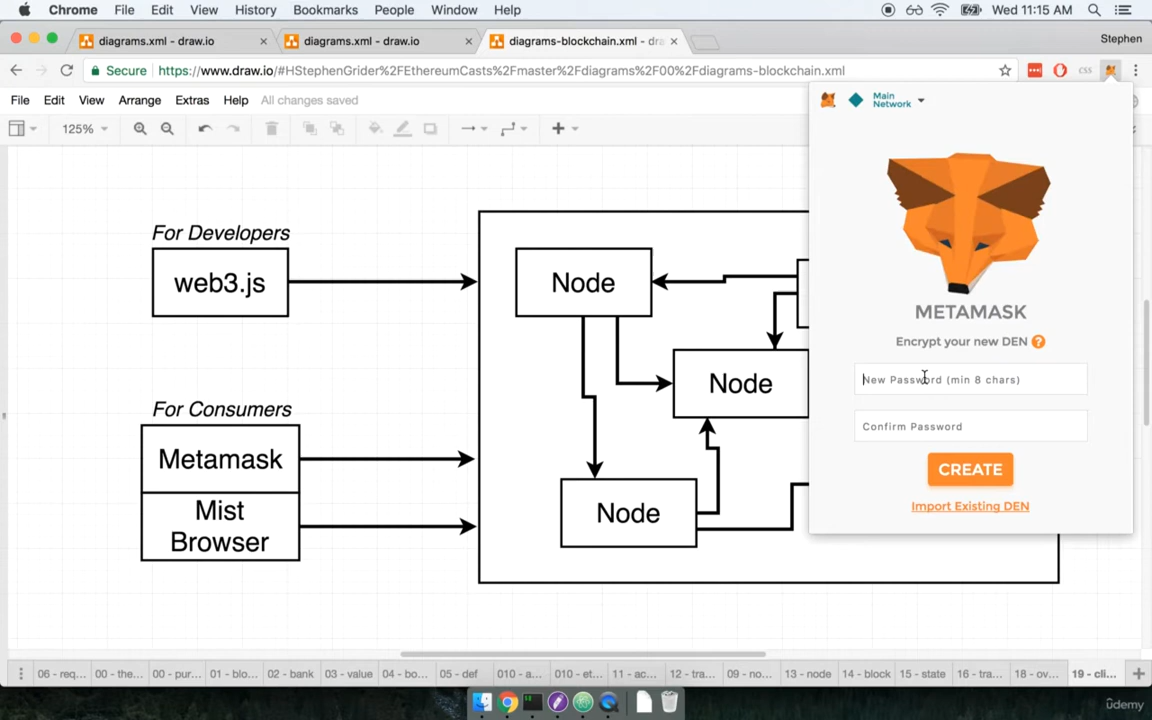 Chrome File Edit View History Bookmarks People Window Help Wed 11:15 AM
diagrams.xml - draw.io diagrams.xml - draw.io diagrams-blockchain.xml - dra Stephen
Secure https://www.draw.io/#HStephenGrider%2FEthereumCasts%2Fmaster%2Fdiagrams%2F00%2Fdiagrams-blockchain.xml CSS
File Edit View Arrange Extras Help All changes saved
125%
For Developers
web3.js
For Consumers
Metamask
Mist
Browser
Node
Node
Node
Main
Network
METAMASK
Encrypt your new DEN ?
New Password (min 8 chars)
Confirm Password
CREATE
Import Existing DEN
06 - req... 00 - the... 00 - pur... 01 - blo... 02 - bank 03 - value 04 - bo... 05 - def 010 - a... 010 - et... 11 - ac... 12 - tra... 09 - no... 13 - node 14 - block 15 - state 16 - tra... 18 - ov... 19 - cli...
ûdemy